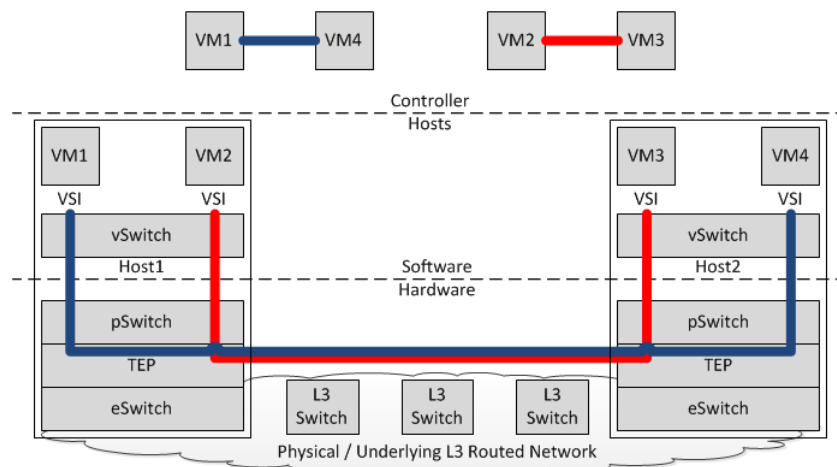 VM1
VM4
VM2
VM3
Controller
Hosts
VM1
VM2
VM3
VM4
VSI
VSI
VSI
VSI
vSwitch
vSwitch
Host1
Software
Host2
Hardware
pSwitch
pSwitch
TEP
TEP
L3
Switch
L3
Switch
L3
Switch
eSwitch
eSwitch
Physical / Underlying L3 Routed Network